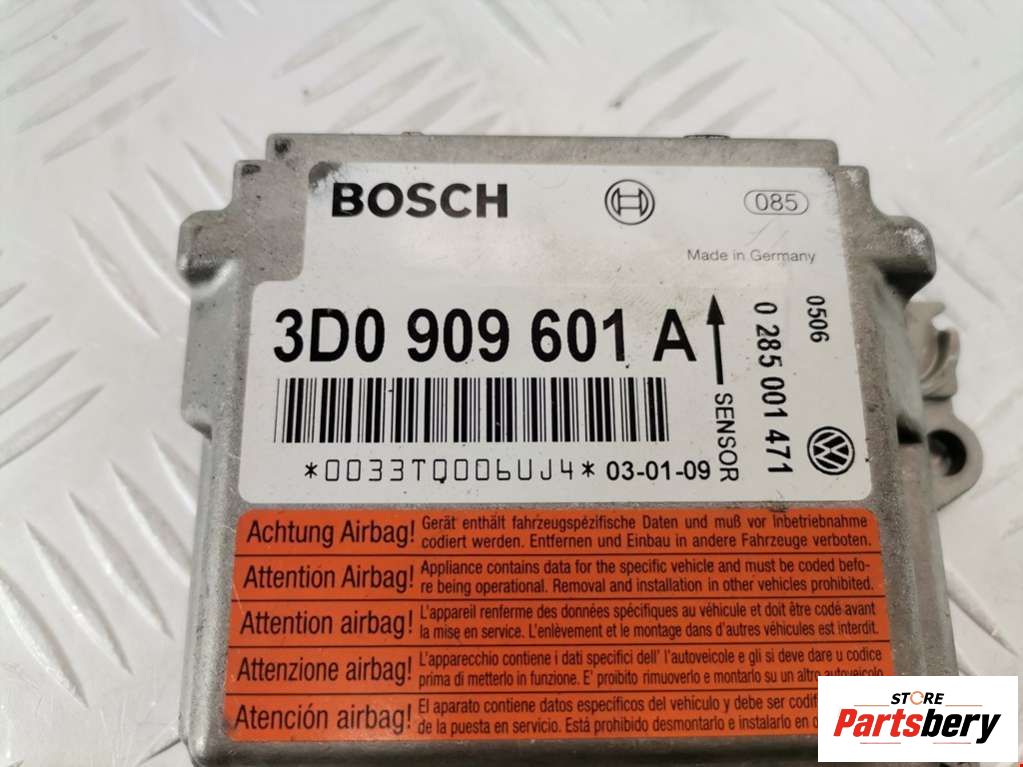 BOSCH
085
Made in Germany
3D0 909 601 A
SENSOR
0 285 001 471
0506
*0033TQ006UJ4* 03-01-09
Achtung Airbag! Gerät enthält fahrzeugspézifische Daten und muß vor Inbetriebnahme
codiert werden. Entfernen und Einbau in andere Fahrzeuge verboten.
Attention Airbag! Appliance contains data for the specific vehicle and must be coded befo-
re being operational. Removal and installation in other vehicles prohibited.
Attention airbag! L'appareil renferme des données spécifiques au véhicule et doit être codé avant
la mise en service. L'enlèvement et le montage dans d'autres véhicules est interdit.
Attenzione airbag! L'apparecchio contiene i dati specifici dell' l'autoveicole e gli si deve dare u codice
prima di metterlo in funzione. E' proibito rimuoverlo e montarlo su un altro autoveicolo
Atención airbag! El aparato contiene datos específicos del vehículo y debe ser
de la puesta en servicio. Está prohibido desmontarlo e instalarlo en
STORE
Partsbery